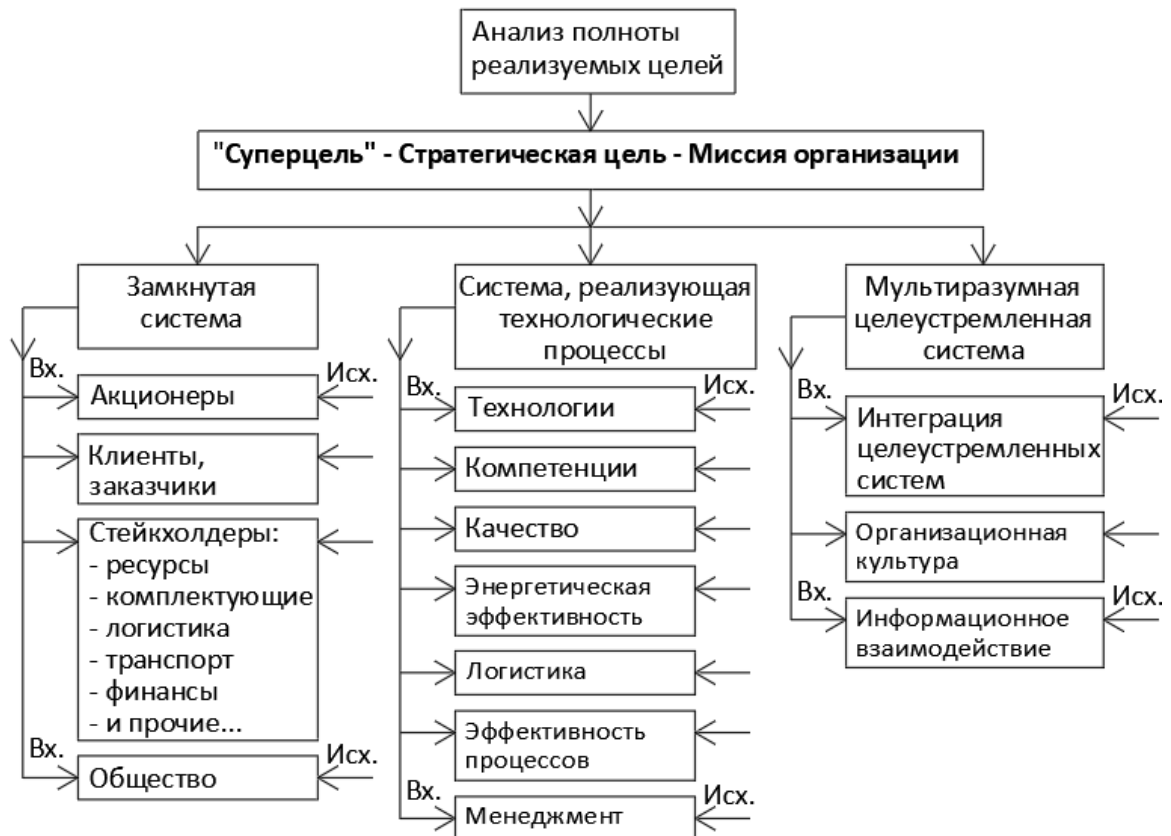 Анализ полноты
реализуемых целей
"Суперцель" - Стратегическая цель - Миссия организации
Замкнутая
система
Вх.
Исх.
Акционеры
Клиенты,
заказчики
Стейкхолдеры:
- ресурсы
- комплектующие
- логистика
- транспорт
- финансы
- и прочие...
Вх.
Исх.
Общество
Система, реализующая
технологические
процессы
Вх.
Исх.
Технологии
Компетенции
Качество
Энергетическая
эффективность
Логистика
Эффективность
процессов
Вх.
Исх.
Менеджмент
Мультиразумная
целеустремленная
система
Вх.
Исх.
Интеграция
целеустремленных
систем
Организационная
культура
Вх.
Исх.
Информационное
взаимодействие